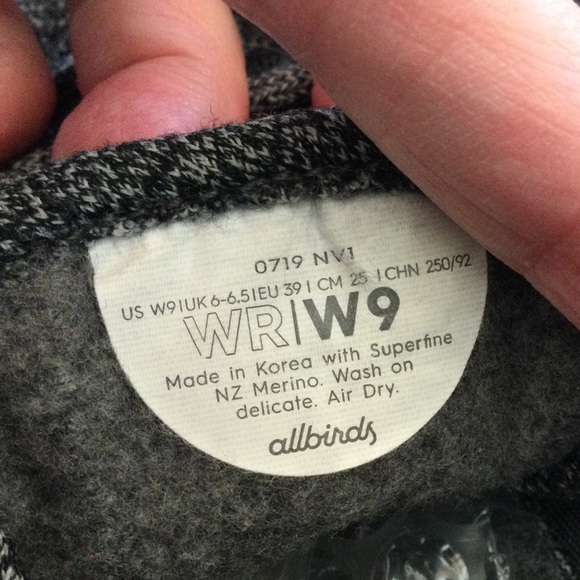 0719 NV1
US W9|UK 6-6.5|EU 39| CM 25 |CHN 250/92
WR|W9
Made in Korea with Superfine
NZ Merino. Wash on
delicate. Air Dry.
allbirds